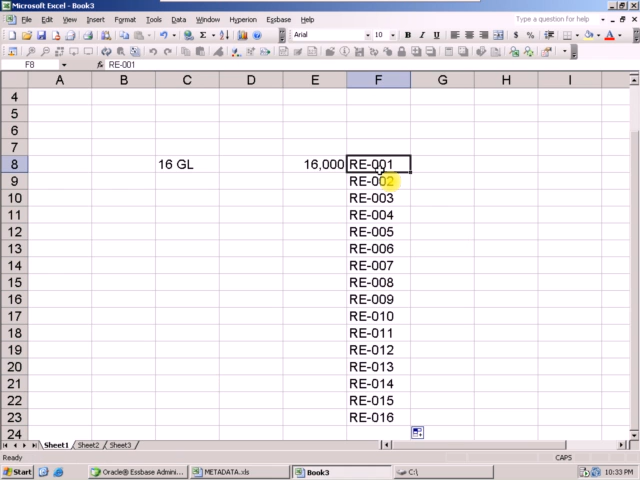 Microsoft Excel - Book3
File Edit View Insert Format Tools Data Window Help Essbase Help Type a question for help
Arial 10 B I U $ %
F8 fx RE-001
A B C D E F G H I
4
5
6
7
8 16 GL 16,000 RE-001
9 RE-002
10 RE-003
11 RE-004
12 RE-005
13 RE-006
14 RE-007
15 RE-008
16 RE-009
17 RE-010
18 RE-011
19 RE-012
20 RE-013
21 RE-014
22 RE-015
23 RE-016
24
Sheet1 Sheet2 Sheet3
Ready CAPS
Start Oracle® Essbase Admini... METADATA.xls Book3 C:\ 10:33 PM